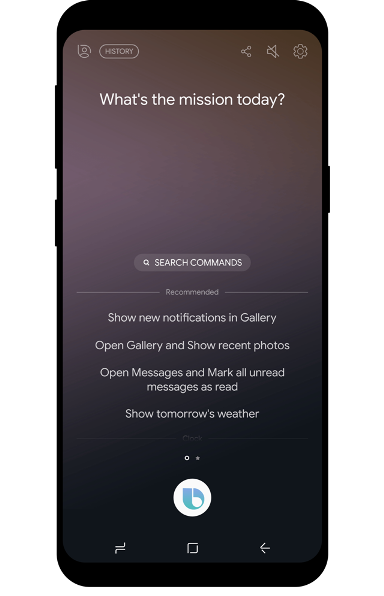 HISTORY
What's the mission today?
SEARCH COMMANDS
Recommended
Show new notifications in Gallery
Open Gallery and Show recent photos
Open Messages and Mark all unread
messages as read
Show tomorrow's weather
Clock